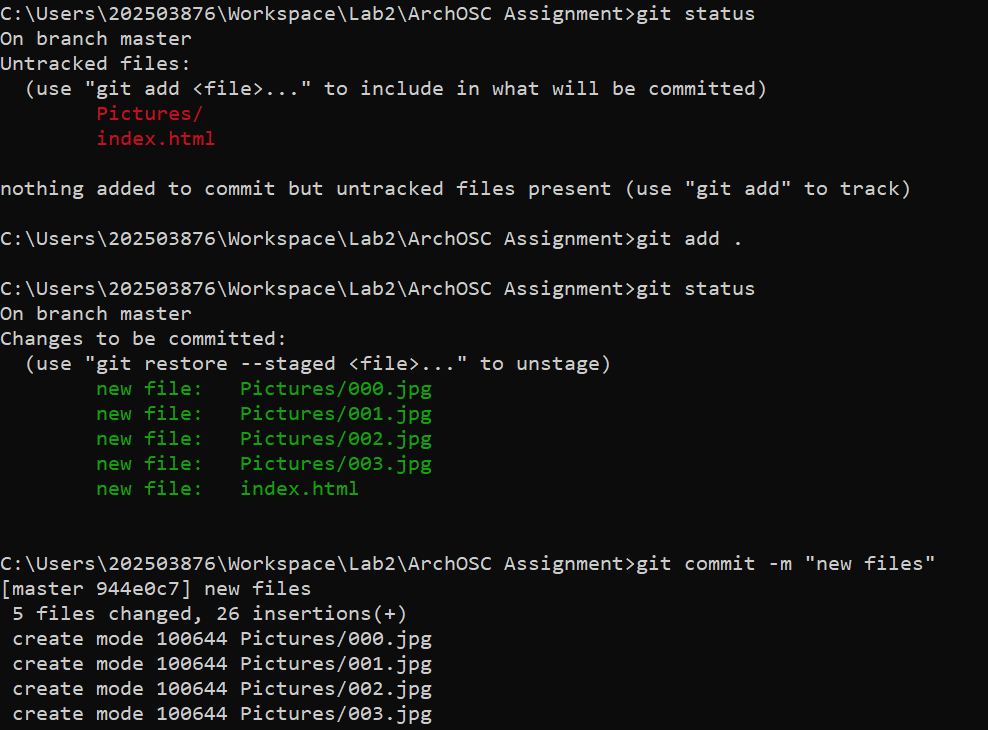 C:\Users\202503876\Workspace\Lab2\ArchOSC Assignment>git status
On branch master
Untracked files:
  (use "git add <file>..." to include in what will be committed)
        Pictures/
        index.html

nothing added to commit but untracked files present (use "git add" to track)

C:\Users\202503876\Workspace\Lab2\ArchOSC Assignment>git add .

C:\Users\202503876\Workspace\Lab2\ArchOSC Assignment>git status
On branch master
Changes to be committed:
  (use "git restore --staged <file>..." to unstage)
        new file:   Pictures/000.jpg
        new file:   Pictures/001.jpg
        new file:   Pictures/002.jpg
        new file:   Pictures/003.jpg
        new file:   index.html


C:\Users\202503876\Workspace\Lab2\ArchOSC Assignment>git commit -m "new files"
[master 944e0c7] new files
 5 files changed, 26 insertions(+)
 create mode 100644 Pictures/000.jpg
 create mode 100644 Pictures/001.jpg
 create mode 100644 Pictures/002.jpg
 create mode 100644 Pictures/003.jpg